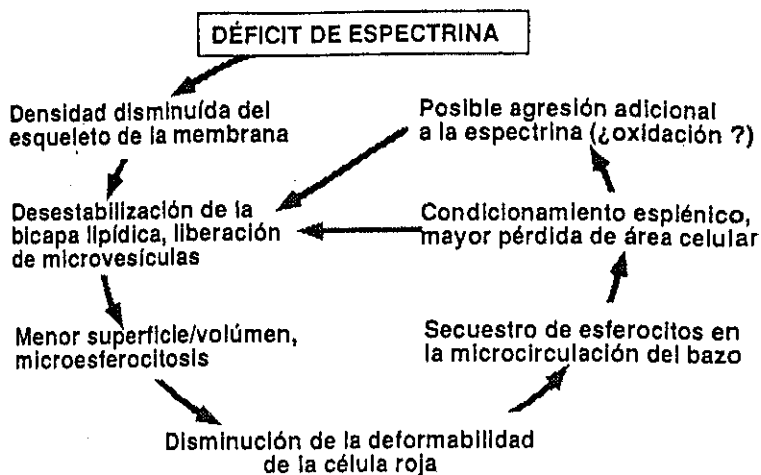 DÉFICIT DE ESPECTRINA
Densidad disminuída del
esqueleto de la membrana
Desestabilización de la
bicapa lipídica, liberación
de microvesículas
Menor superficie/volúmen,
microesferocitosis
Disminución de la deformabilidad
de la célula roja
Secuestro de esferocitos en
la microcirculación del bazo
Condicionamiento esplénico,
mayor pérdida de área celular
Posible agresión adicional
a la espectrina (¿oxidación ?)